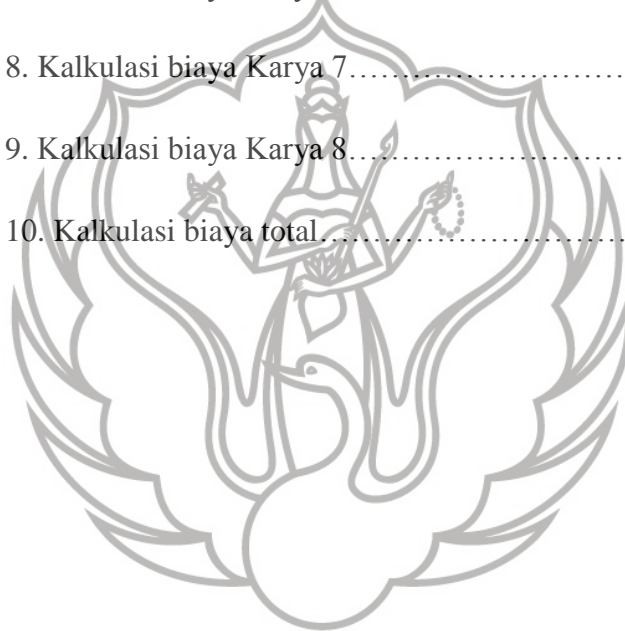 8. Kalkulasi biaya Karya 7……………………………
9. Kalkulasi biaya Karya 8……………………………
10. Kalkulasi biaya total………………………………